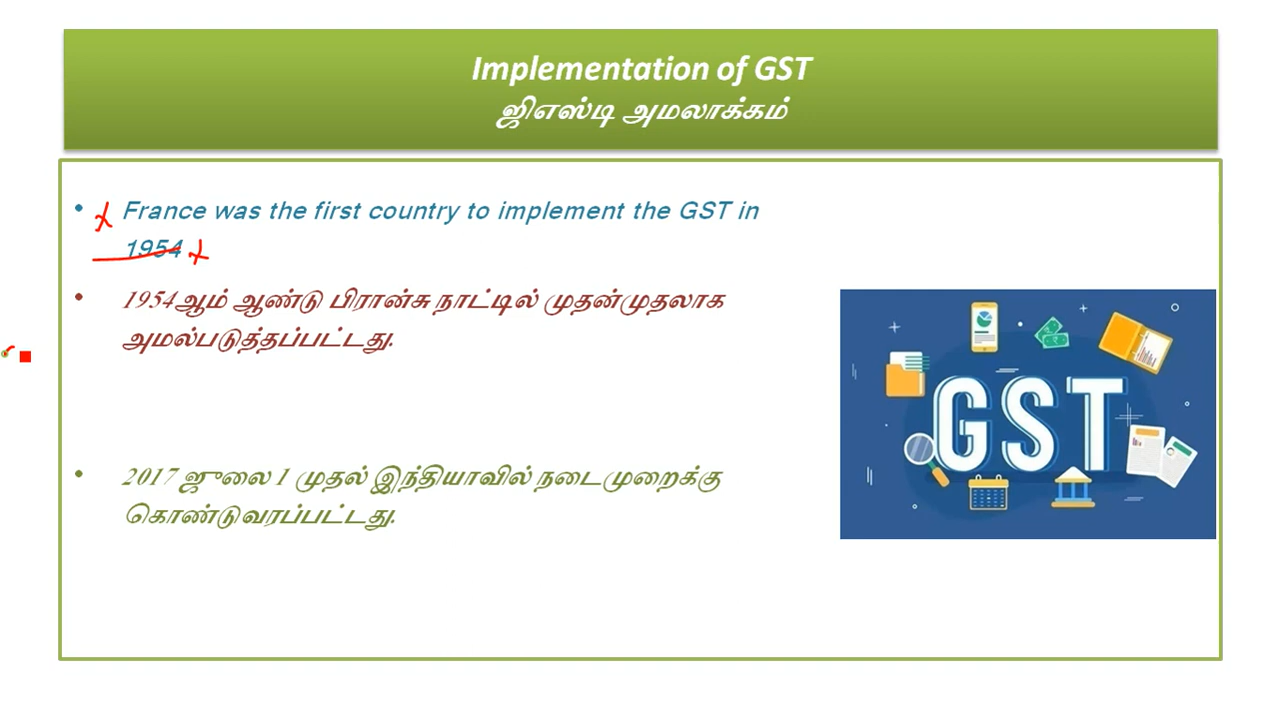 Implementation of GST
ஜிஎஸ்டி அமலாக்கம்
• France was the first country to implement the GST in
1954
• 1954ஆம் ஆண்டு பிரான்சு நாட்டில் முதன்முதலாக
அமல்படுத்தப்பட்டது.
• 2017 ஜுலை 1 முதல் இந்தியாவில் நடைமுறைக்கு
கொண்டுவரப்பட்டது.
GST